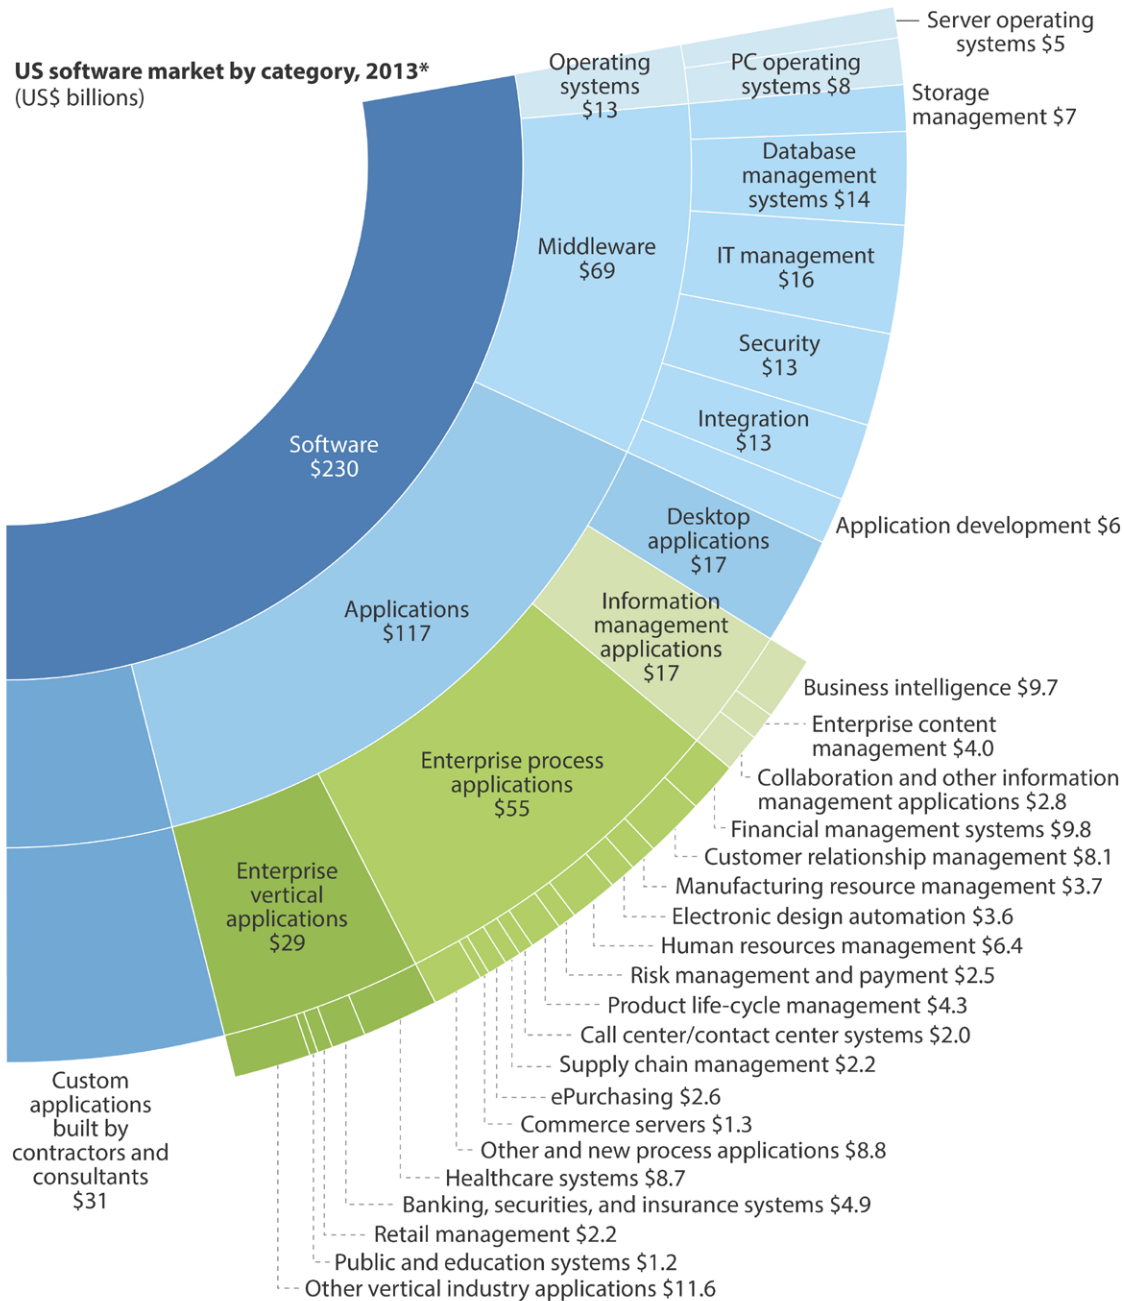 US software market by category, 2013*
(US$ billions)
Server operating
systems $5
Operating
systems
$13
PC operating
systems $8
Storage
management $7
Database
management
systems $14
Middleware
$69
IT management
$16
Security
$13
Integration
$13
Software
$230
Application development $6
Desktop
applications
$17
Applications
$117
Information
management
applications
$17
Business intelligence $9.7
Enterprise content
management $4.0
Enterprise process
applications
$55
Collaboration and other information
management applications $2.8
Financial management systems $9.8
Customer relationship management $8.1
Enterprise
vertical
applications
$29
Manufacturing resource management $3.7
Electronic design automation $3.6
Human resources management $6.4
Risk management and payment $2.5
Product life-cycle management $4.3
Call center/contact center systems $2.0
Supply chain management $2.2
ePurchasing $2.6
Commerce servers $1.3
Other and new process applications $8.8
Custom
applications
built by
contractors and
consultants
$31
Healthcare systems $8.7
Banking, securities, and insurance systems $4.9
Retail management $2.2
Public and education systems $1.2
Other vertical industry applications $11.6